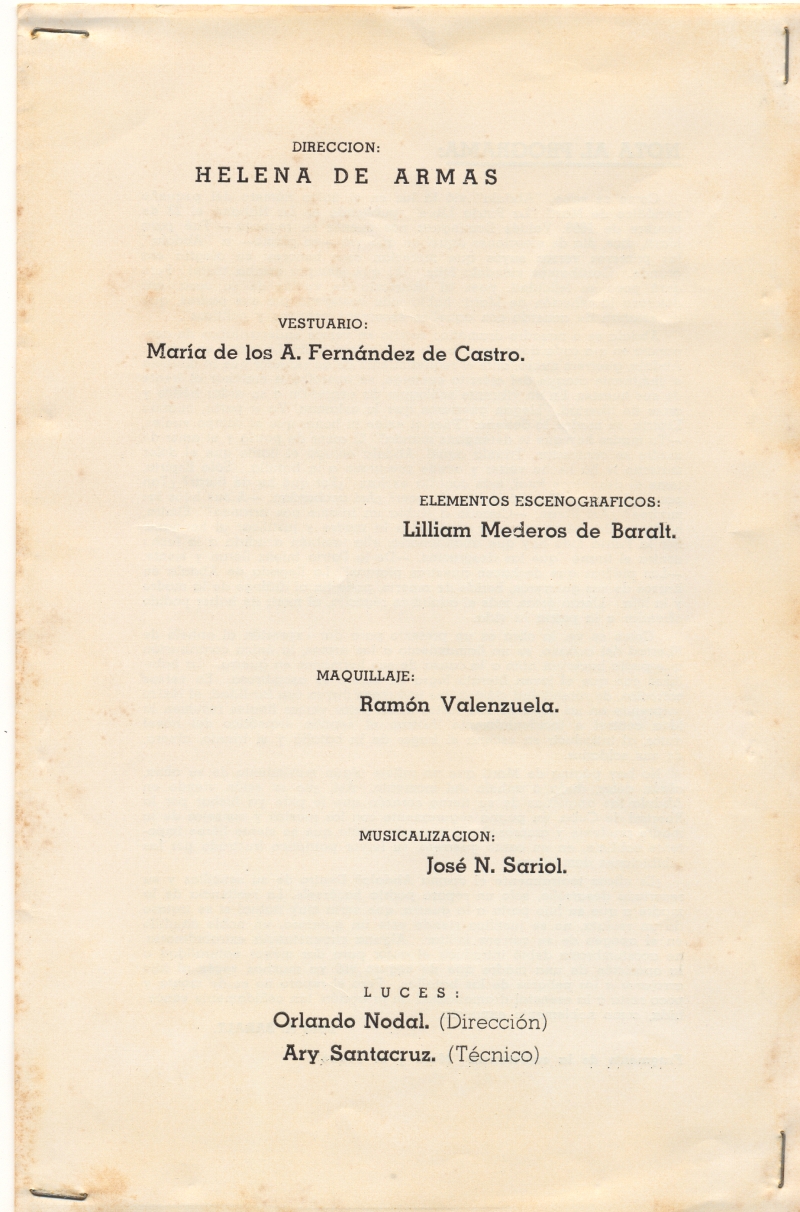 DIRECCION:
HELENA DE ARMAS
VESTUARIO:
María de los A. Fernández de Castro.
ELEMENTOS ESCENOGRAFICOS:
Lilliam Mederos de Baralt.
MAQUILLAJE:
Ramón Valenzuela.
MUSICALIZACION:
José N. Sariol.
LUCES:
Orlando Nodal. (Dirección)
Ary Santacruz. (Técnico)